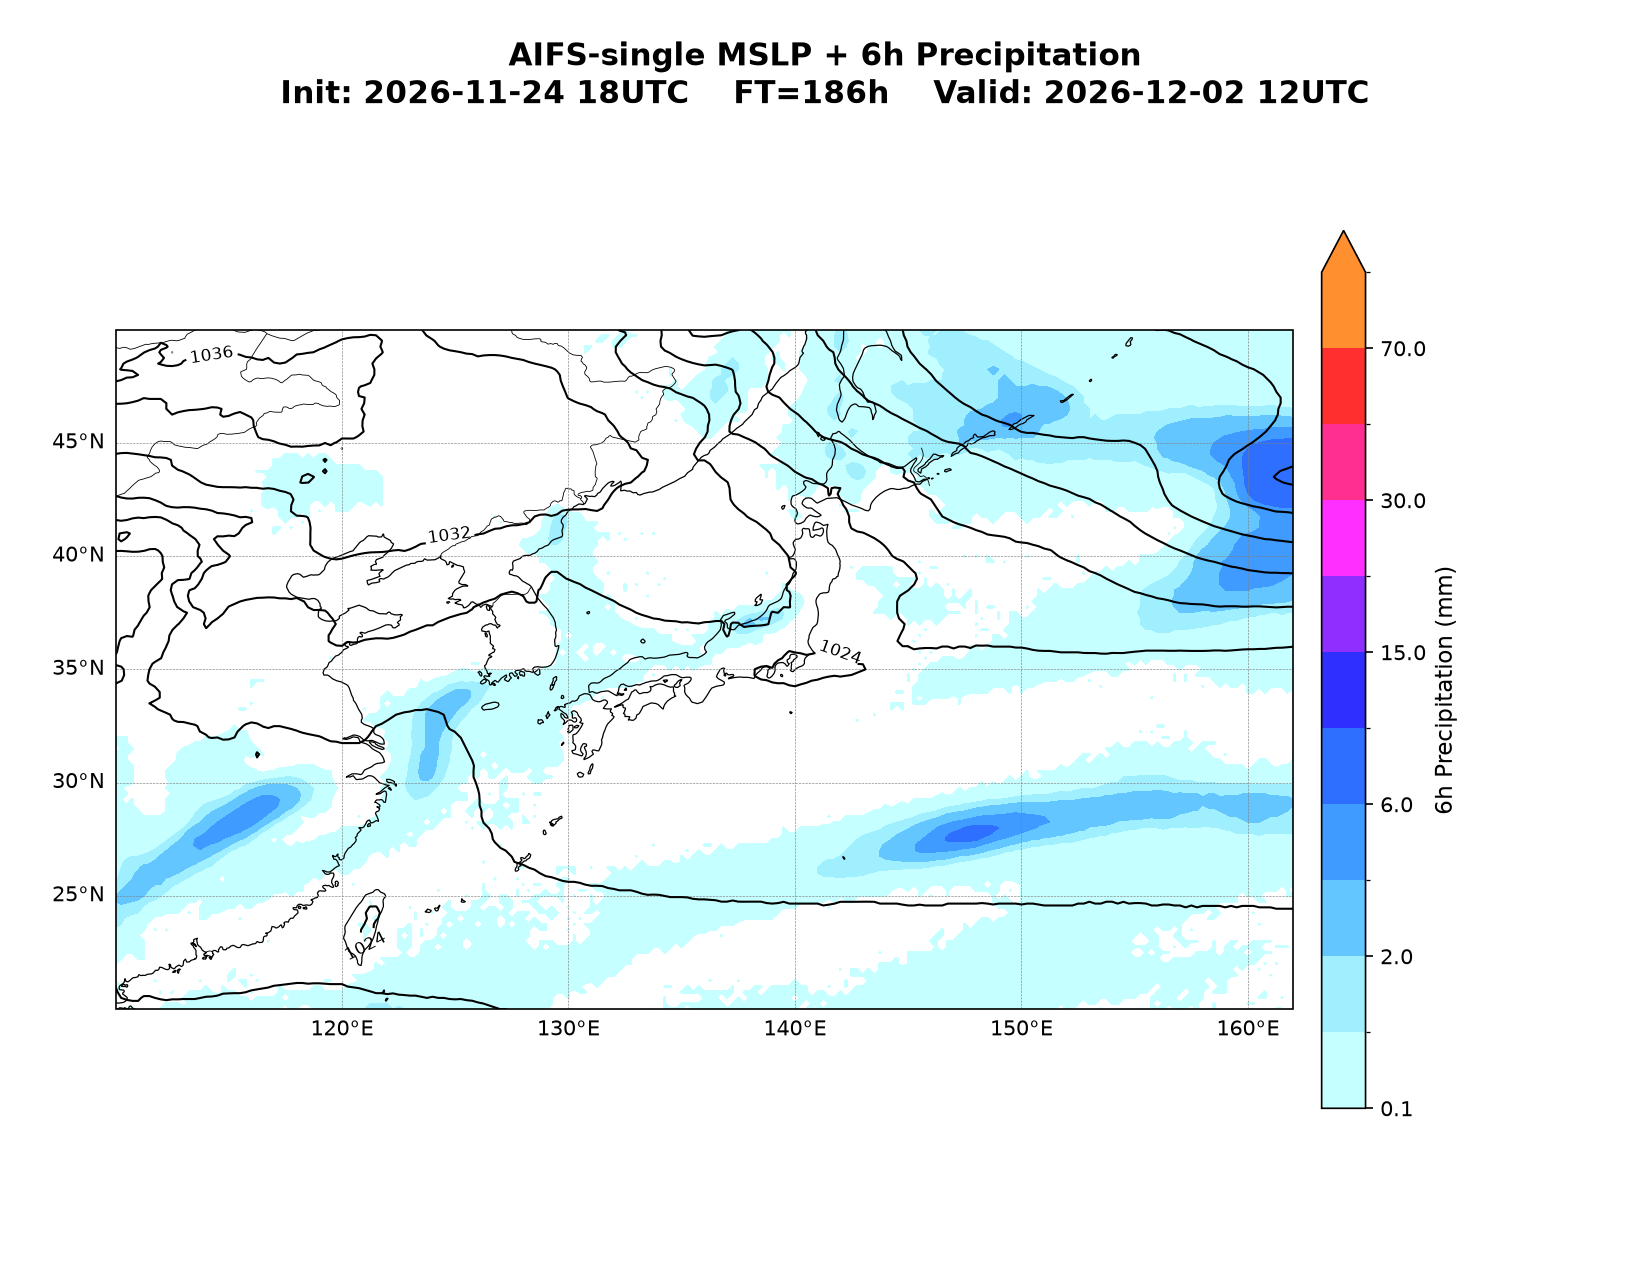 AIFS-single MSLP + 6h Precipitation
Init: 2026-11-24 18UTC    FT=186h    Valid: 2026-12-02 12UTC
1036
1032
1024
1024
45°N
40°N
35°N
30°N
25°N
120°E
130°E
140°E
150°E
160°E
70.0
30.0
15.0
6.0
2.0
0.1
6h Precipitation (mm)